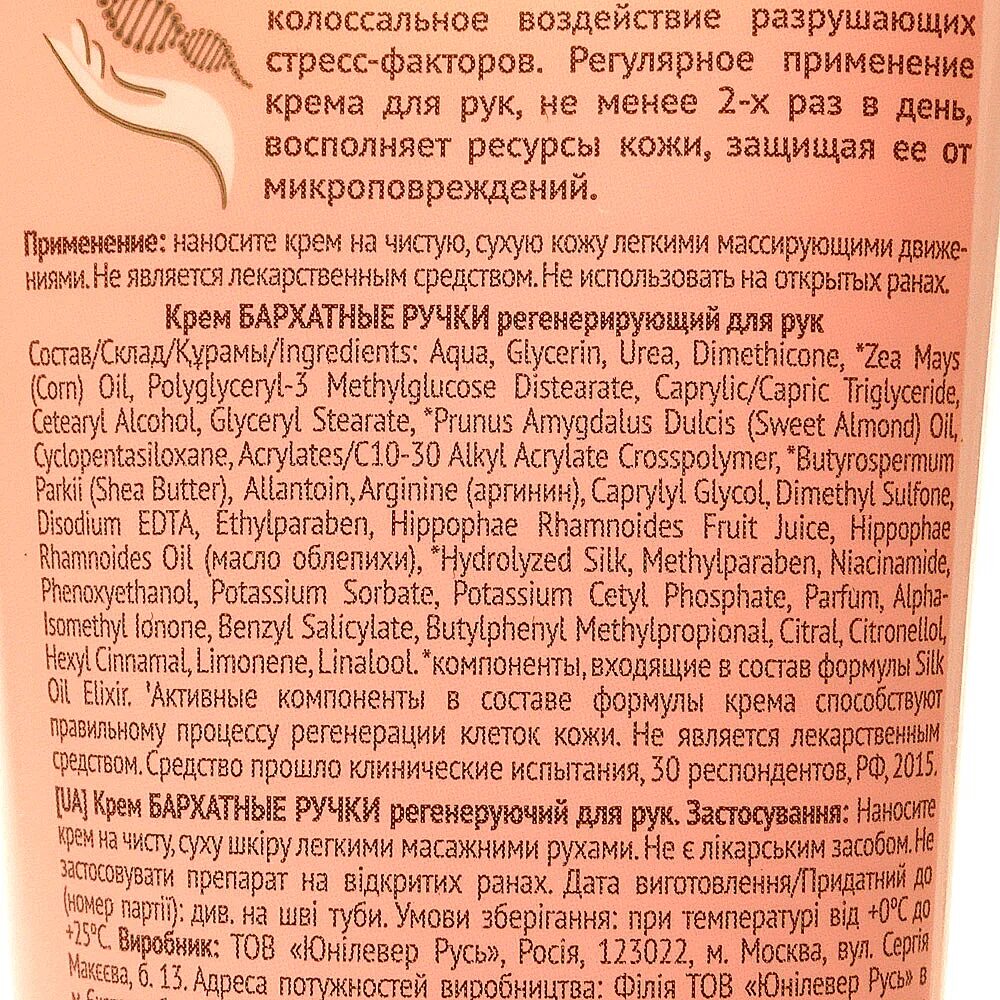 колоссальное воздействие разрушающих
стресс-факторов. Регулярное применение
крема для рук, не менее 2-х раз в день,
восполняет ресурсы кожи, защищая ее от
микроповреждений.
Применение: наносите крем на чистую, сухую кожу легкими массирующими движе-
ниями. Не является лекарственным средством. Не использовать на открытых ранах.
Крем БАРХАТНЫЕ РУЧКИ регенерирующий для рук
Состав/Склад/Құрамы/Ingredients: Aqua, Glycerin, Urea, Dimethicone, *Zea Mays
(Corn) Oil, Polyglyceryl-3 Methylglucose Distearate, Caprylic/Capric Triglyceride,
Cetearyl Alcohol, Glyceryl Stearate, *Prunus Amygdalus Dulcis (Sweet Almond) Oil,
Cyclopentasiloxane, Acrylates/C10-30 Alkyl Acrylate Crosspolymer, *Butyrospermum
Parkii (Shea Butter), Allantoin, Arginine (аргинин), Caprylyl Glycol, Dimethyl Sulfone,
Disodium EDTA, Ethylparaben, Hippophae Rhamnoides Fruit Juice, Hippophae
Rhamnoides Oil (масло облепихи), *Hydrolyzed Silk, Methylparaben, Niacinamide,
Phenoxyethanol, Potassium Sorbate, Potassium Cetyl Phosphate, Parfum, Alpha-
Isomethyl Ionone, Benzyl Salicylate, Butylphenyl Methylpropional, Citral, Citronellol,
Hexyl Cinnamal, Limonene, Linalool. *компоненты, входящие в состав формулы Silk
Oil Elixir. ¹Активные компоненты в составе формулы крема способствуют
правильному процессу регенерации клеток кожи. Не является лекарственным
средством. Средство прошло клинические испытания, 30 респондентов, РФ, 2015.
[UA] Крем БАРХАТНЫЕ РУЧКИ регенеруючий для рук. Застосування: Наносите
крем на чисту, суху шкіру легкими масажними рухами. Не є лікарським засобом. Не
застосовувати препарат на відкритих ранах. Дата виготовлення/Придатний до
(номер партії): див. на шві туби. Умови зберігання: при температурі від +0°C до
+25°C. Виробник: ТОВ «Юнілевер Русь», Росія, 123022, м. Москва, вул. Сергія
Макєєва, б. 13. Адреса потужностей виробництва: Філія ТОВ «Юнілевер Русь» в